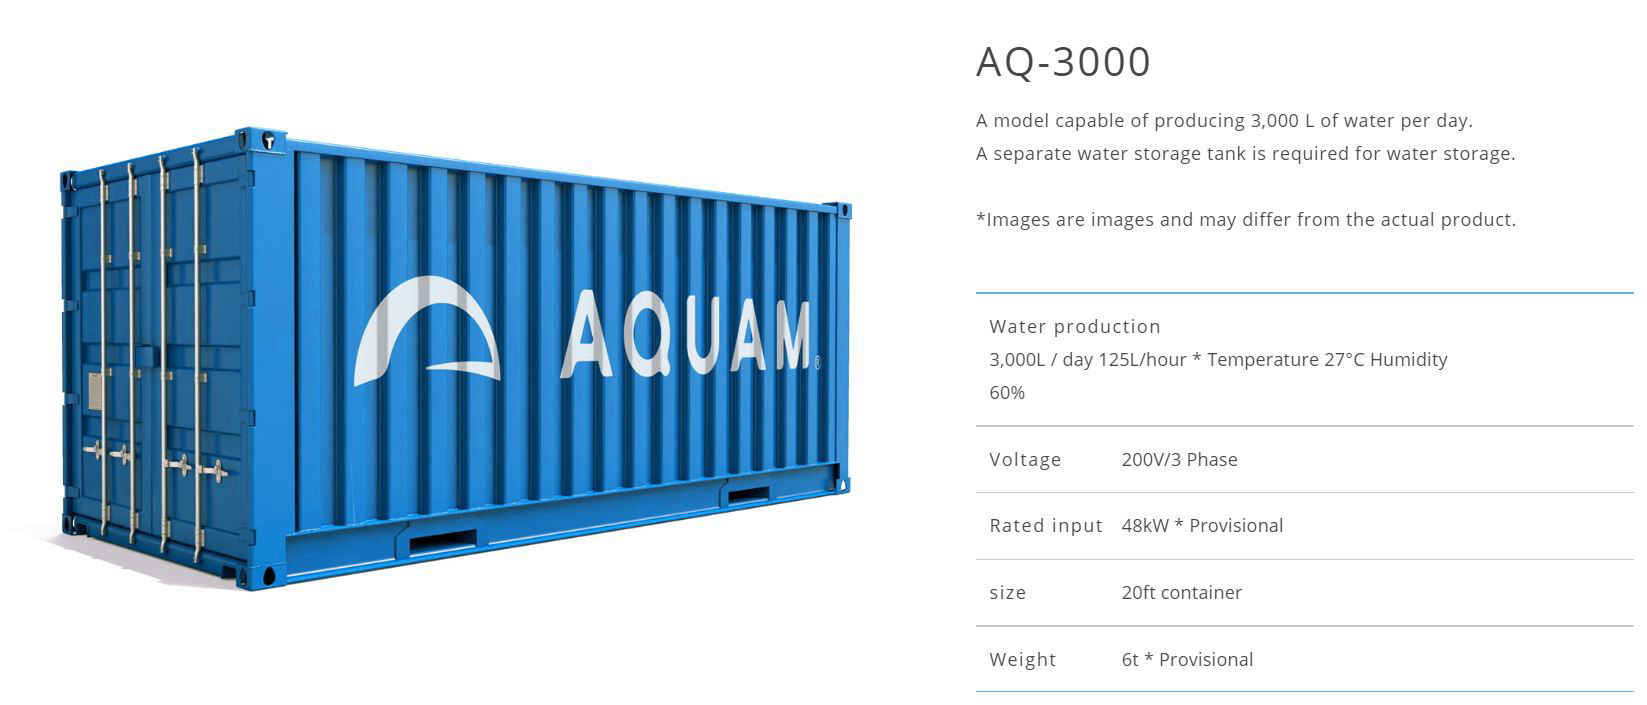 AQUAM®
AQ-3000
A model capable of producing 3,000 L of water per day.
A separate water storage tank is required for water storage.
*Images are images and may differ from the actual product.
Water production
3,000L / day 125L/hour * Temperature 27°C Humidity
60%
Voltage 200V/3 Phase
Rated input 48kW * Provisional
size 20ft container
Weight 6t * Provisional